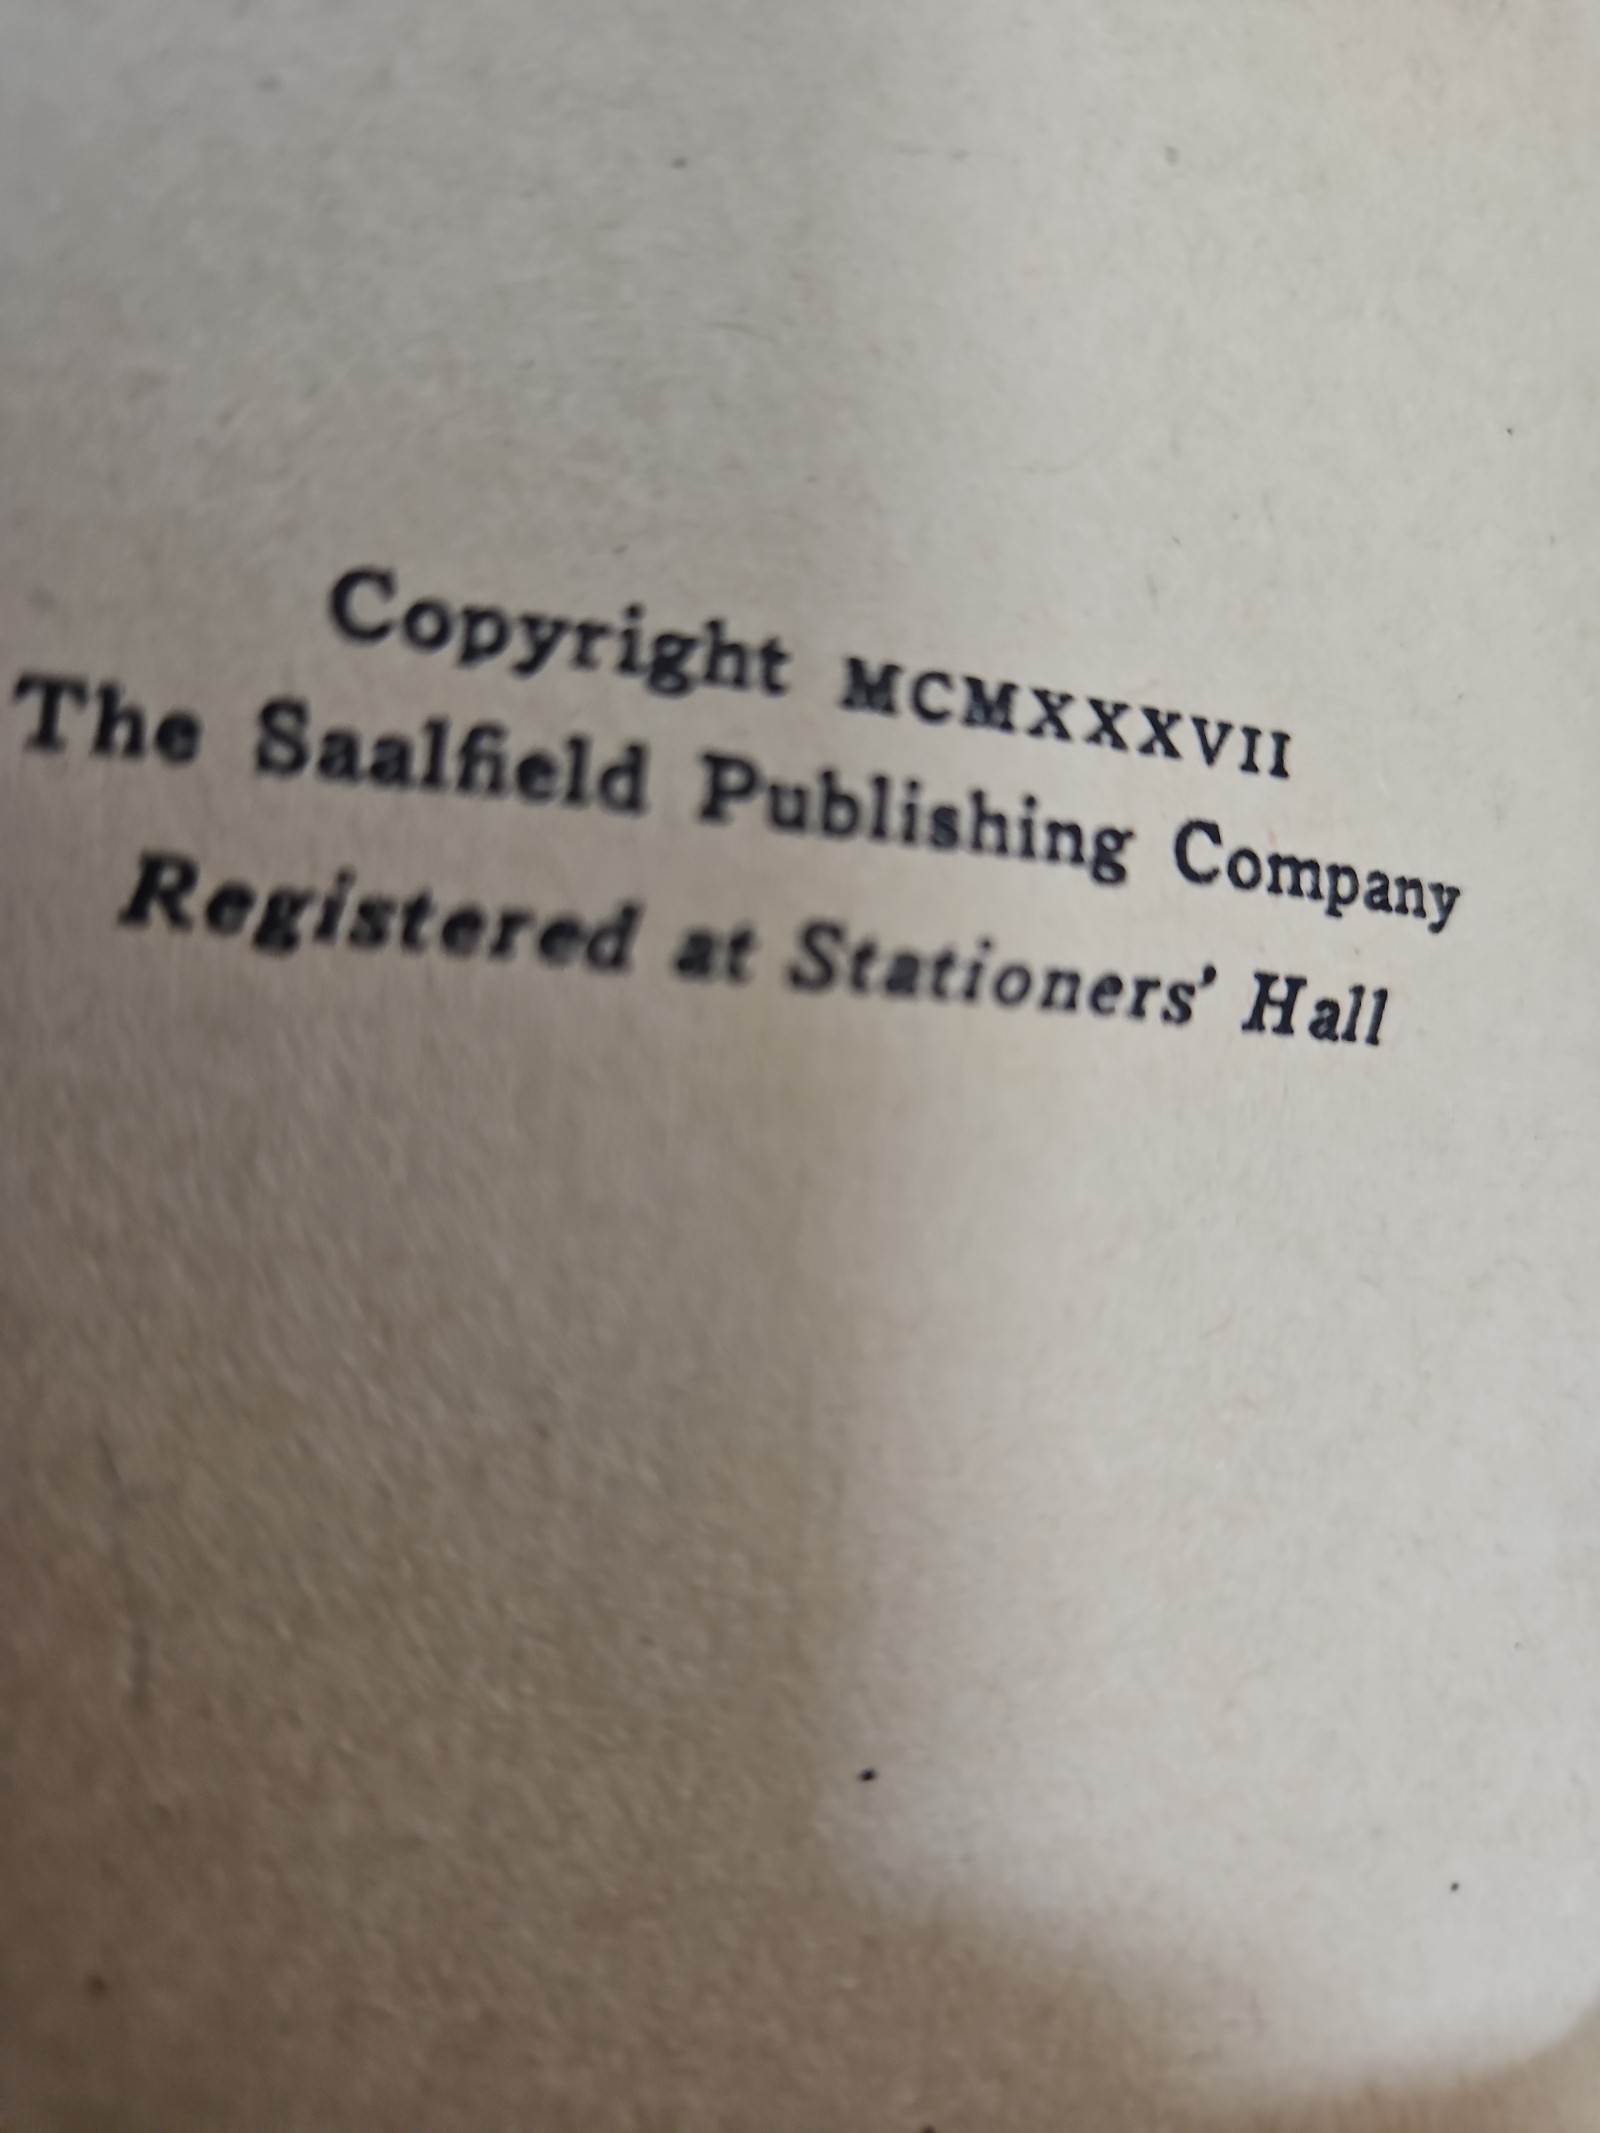 Copyright MCMXXXVII
The Saalfield Publishing Company
Registered at Stationers' Hall